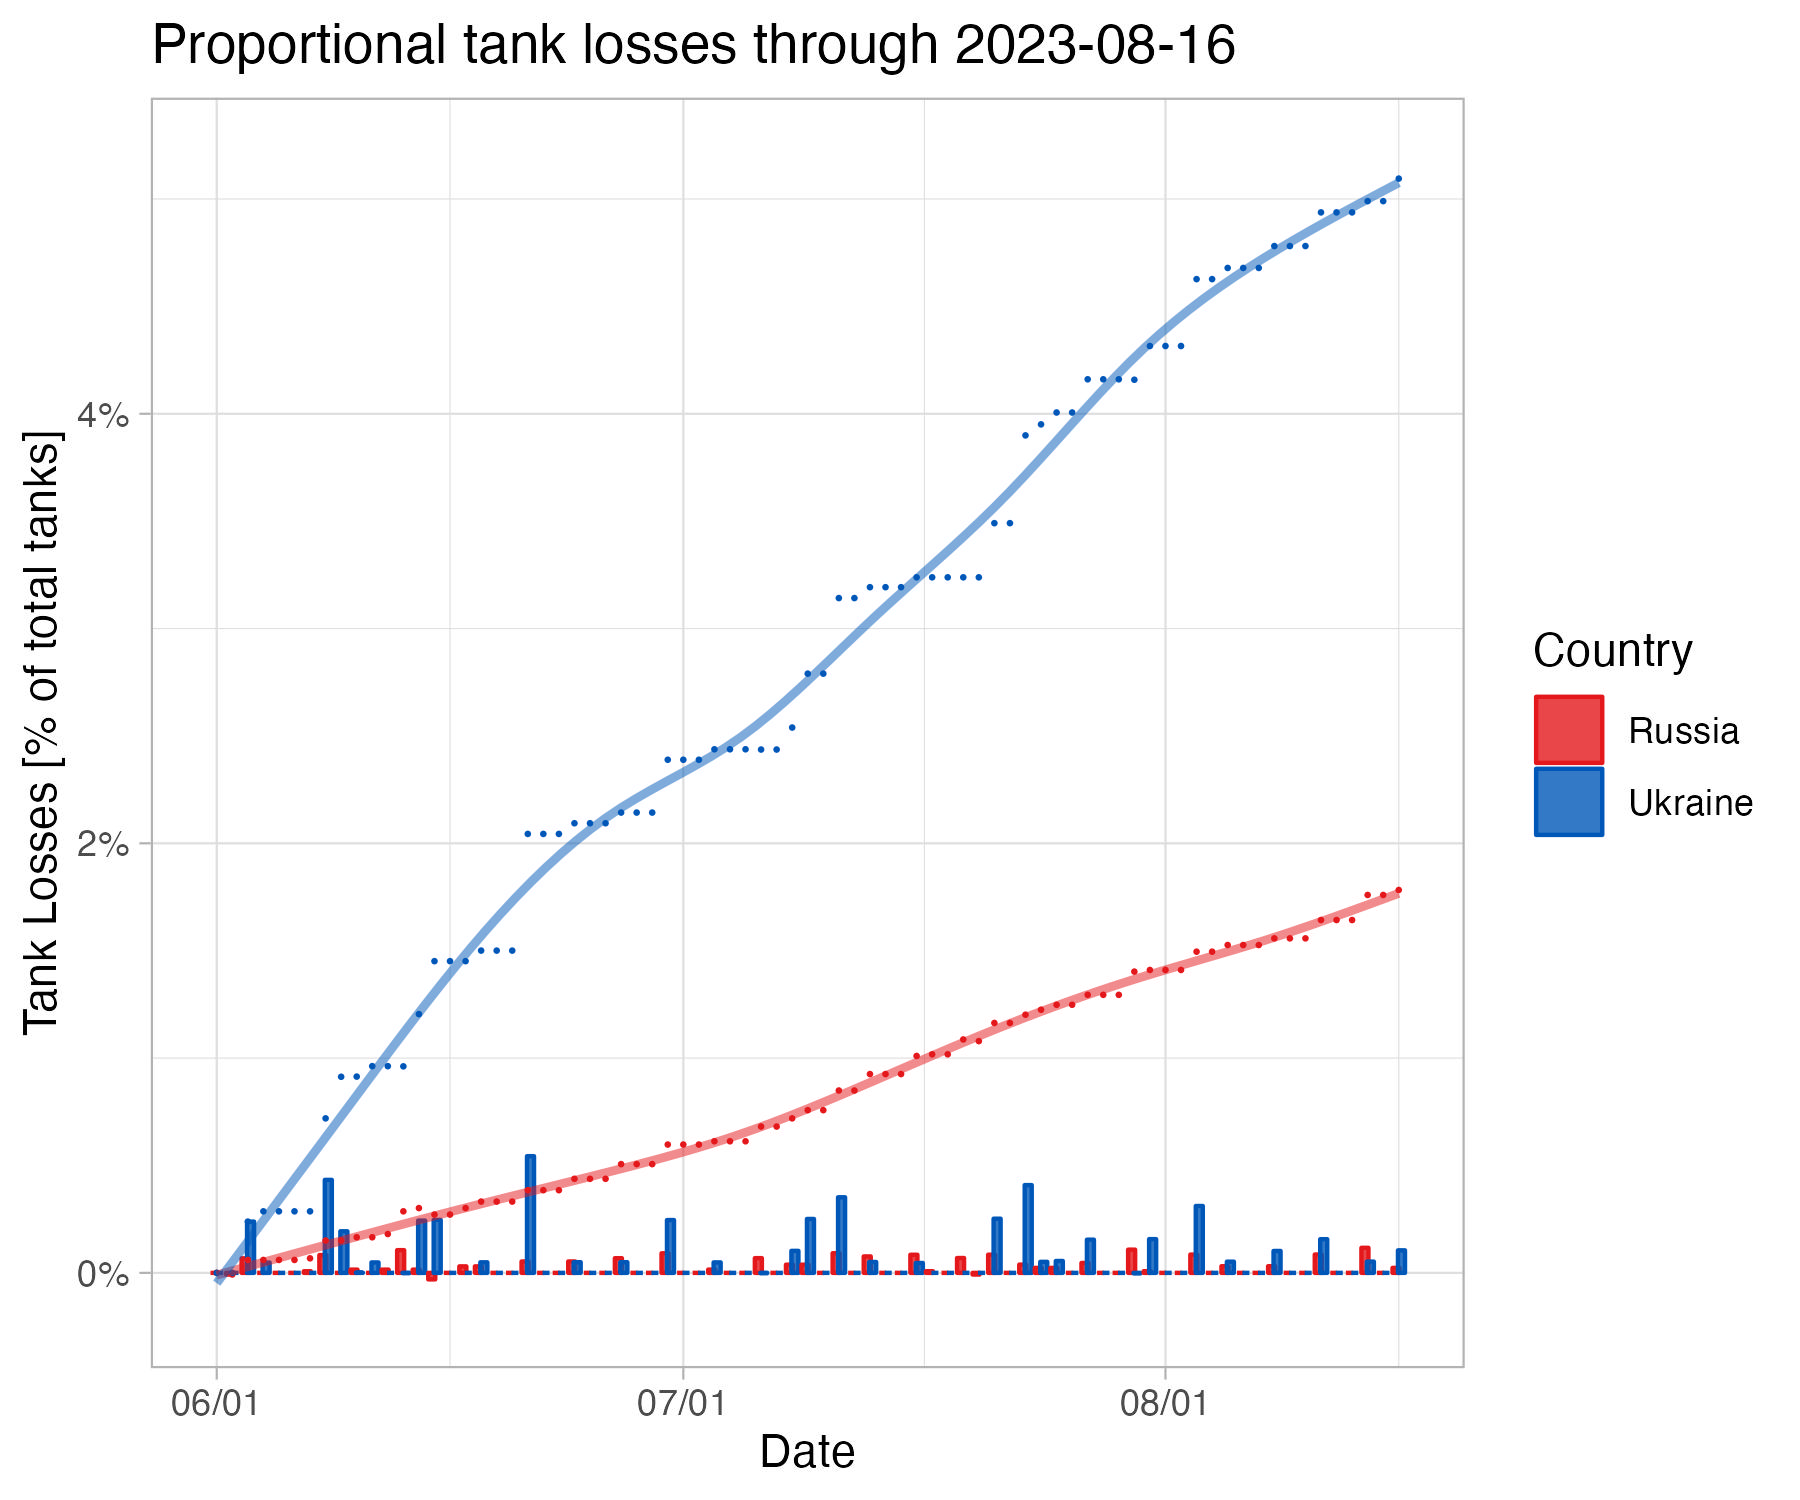 Proportional tank losses through 2023-08-16
Tank Losses [% of total tanks]
4%
2%
0%
06/01
07/01
08/01
Date
Country
Russia
Ukraine